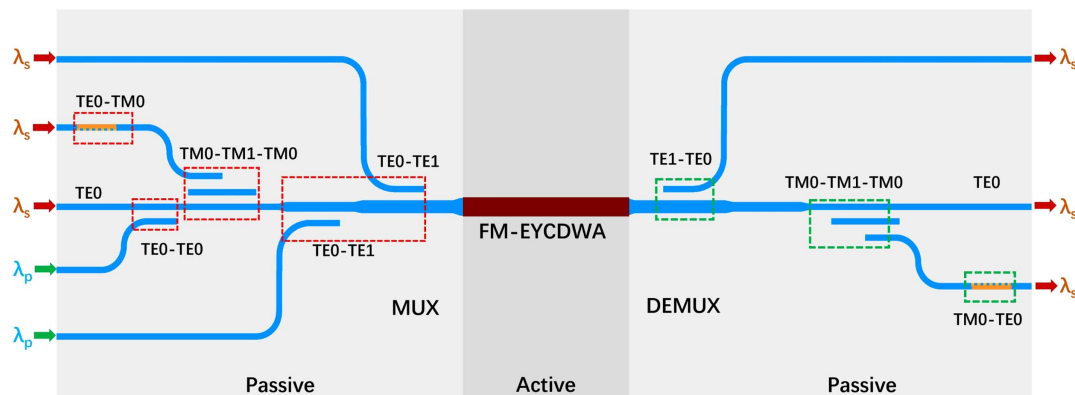 λs
λs
TE0-TM0
TE0-TE1
TE1-TE0
λs
TM0-TM1-TM0
TM0-TM1-TM0
TE0
TE0
λs
λs
FM-EYCDWA
TE0-TE0
TE0-TE1
λp
λs
MUX
DEMUX
TM0-TE0
λp
Passive
Active
Passive